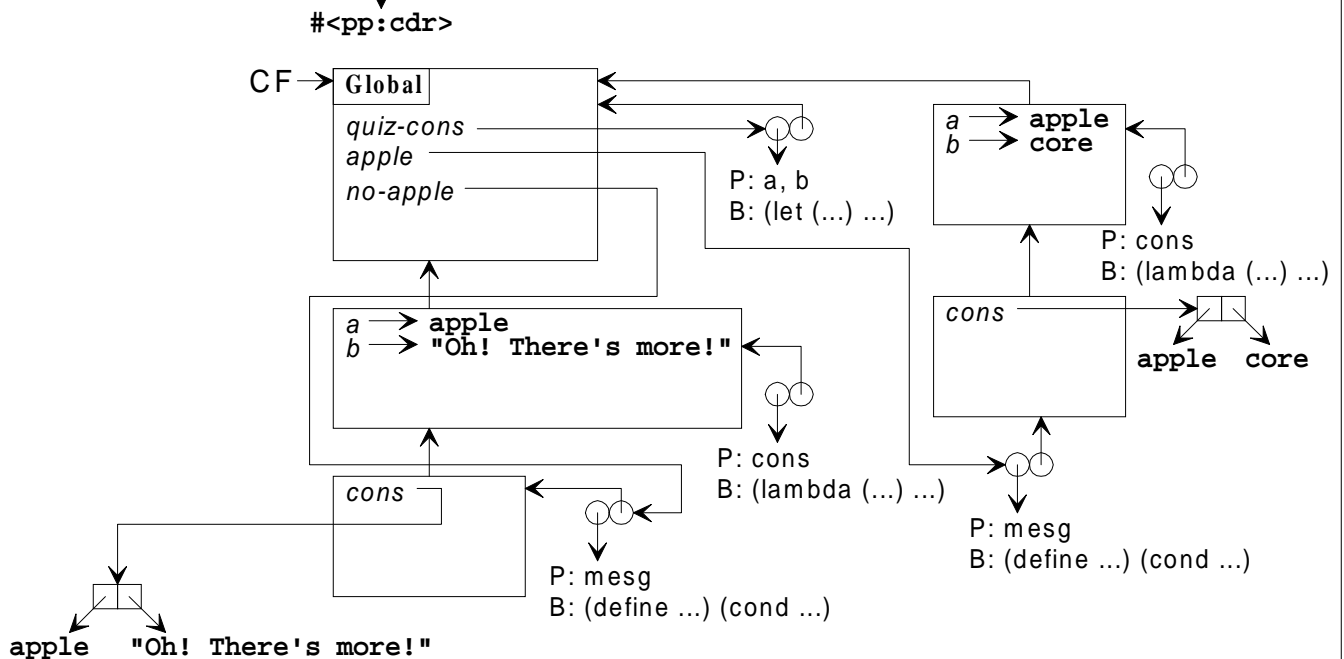 #<pp:cdr>
CF
Global
quiz-cons
apple
no-apple
P: a, b
B: (let (...) ...)
a apple
b core
P: cons
B: (lambda (...) ...)
a apple
b "Oh! There's more!"
P: cons
B: (lambda (...) ...)
cons
apple core
cons
P: mesg
B: (define ...) (cond ...)
P: mesg
B: (define ...) (cond ...)
apple "Oh! There's more!"